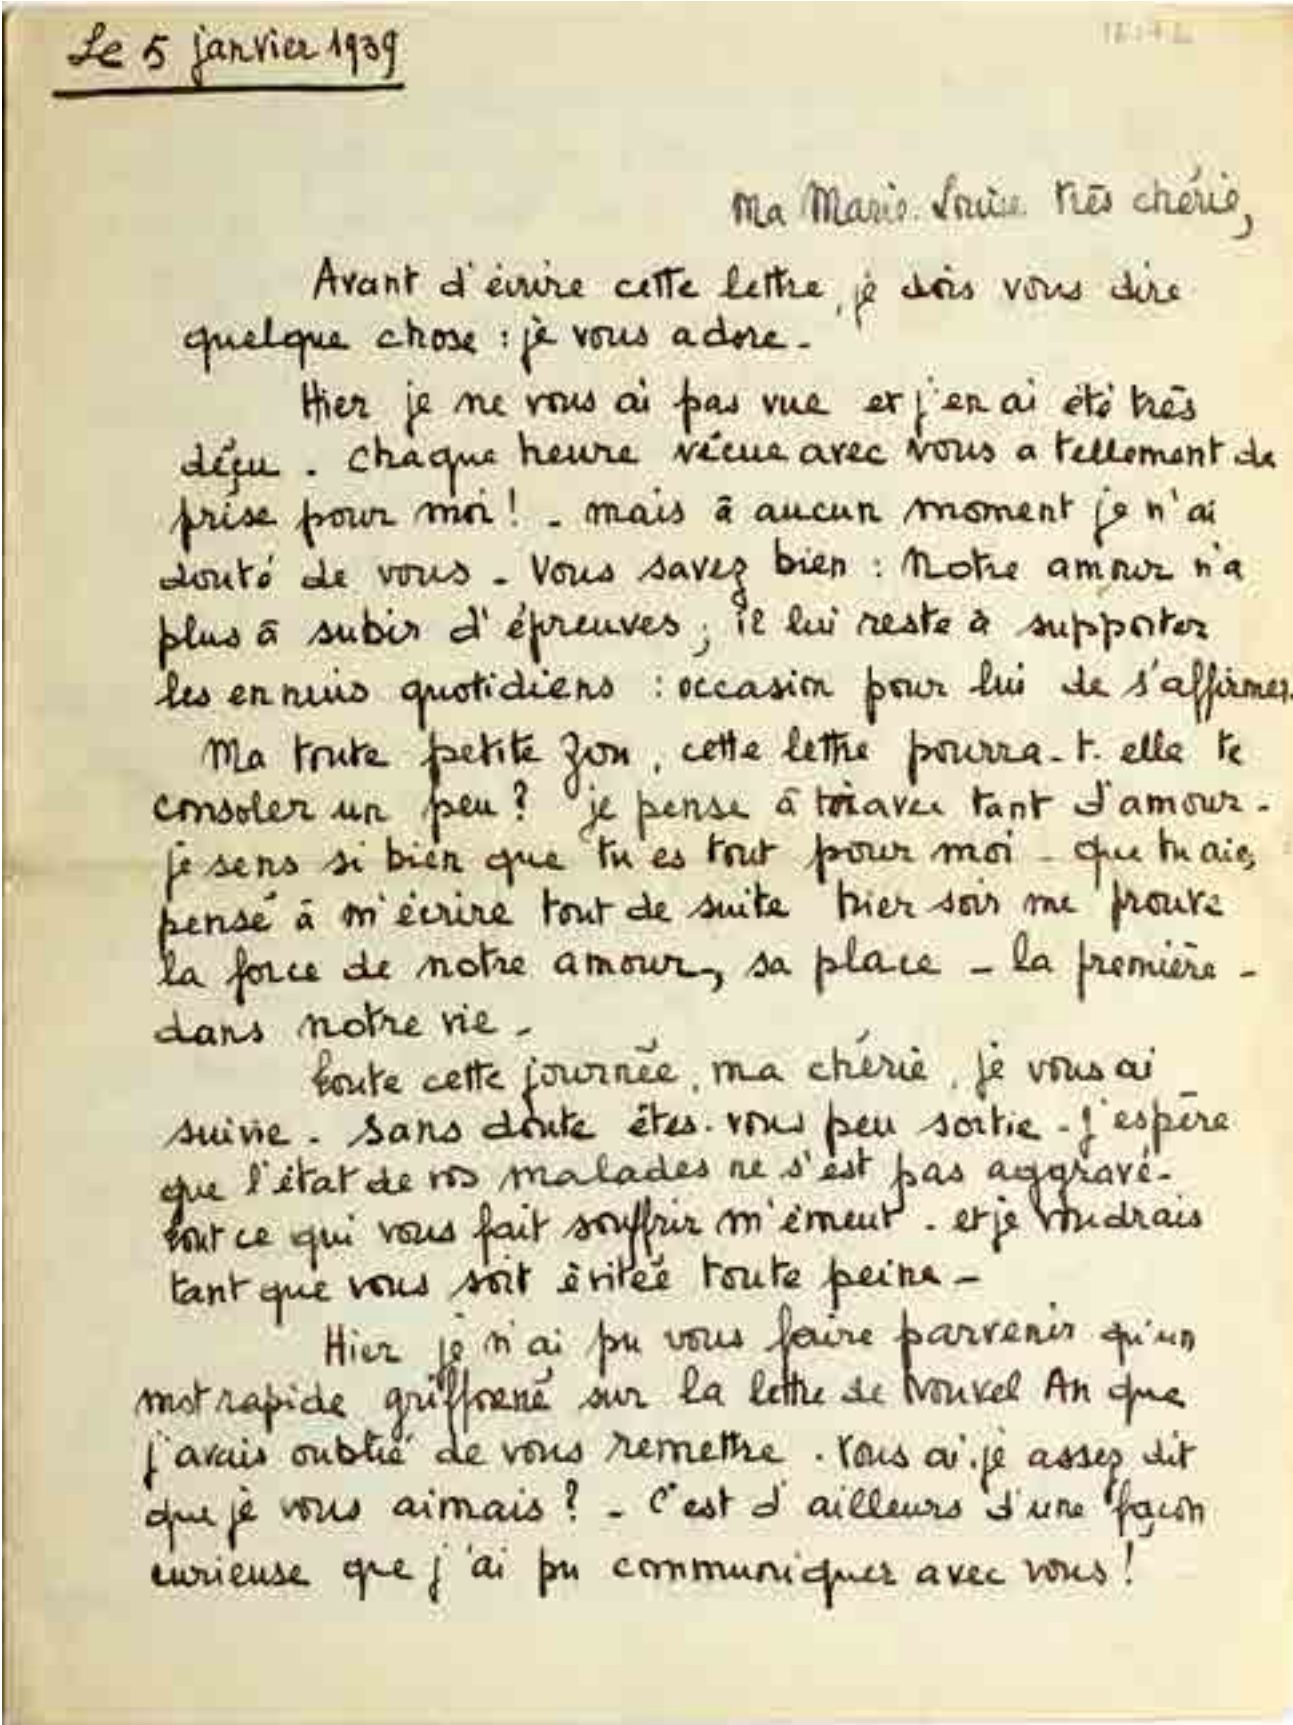 Le 5 janvier 1939
Ma Marie-Louise très chérie,
Avant d'écrire cette lettre, je dois vous dire
quelque chose : je vous adore -
Hier je ne vous ai pas vue et j'en ai été très
déçu. Chaque heure vécue avec vous a tellement de
prise pour moi ! - mais à aucun moment je n'ai
douté de vous - Vous savez bien : Notre amour n'a
plus à subir d'épreuves ; il lui reste à supporter
les ennuis quotidiens : occasion pour lui de s'affirmer.
Ma toute petite Zon, cette lettre pourra-t-elle te
consoler un peu ? je pense à toi avec tant d'amour -
je sens si bien que tu es tout pour moi - que tu aies
pensé à m'écrire tout de suite hier soir me prouve
la force de notre amour, sa place - la première -
dans notre vie -
Toute cette journée, ma chérie, je vous ai
suivie - Sans doute êtes-vous peu sortie - J'espère
que l'état de vos malades ne s'est pas aggravé -
tout ce qui vous fait souffrir m'émeut - et je voudrais
tant que vous soit évitée toute peine -
Hier je n'ai pu vous faire parvenir qu'un
mot rapide griffonné sur la lettre de Nouvel An que
j'avais oublié de vous remettre. Vous ai-je assez dit
que je vous aimais ? - C'est d'ailleurs d'une façon
curieuse que j'ai pu communiquer avec vous !